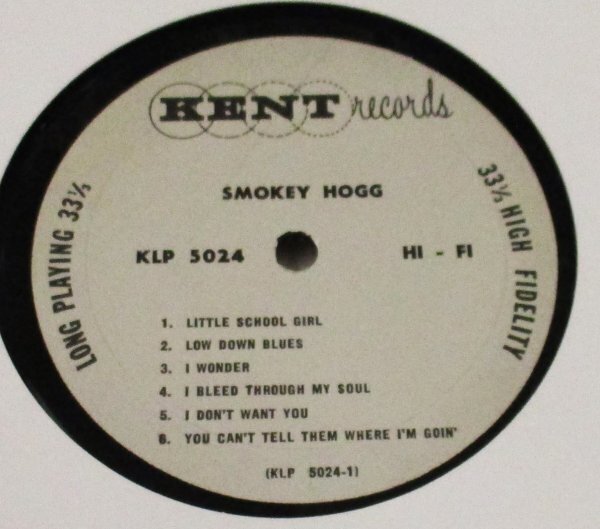 KENT records
SMOKEY HOGG
KLP 5024 HI - FI
LONG PLAYING 33⅓
33⅓ HIGH FIDELITY
1. LITTLE SCHOOL GIRL
2. LOW DOWN BLUES
3. I WONDER
4. I BLEED THROUGH MY SOUL
5. I DON'T WANT YOU
6. YOU CAN'T TELL THEM WHERE I'M GOIN'
(KLP 5024-1)